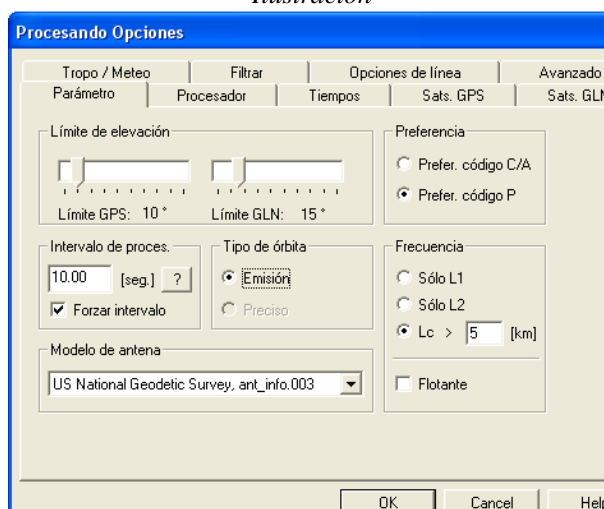 Ilustración
Procesando Opciones
Tropo / Meteo Filtrar Opciones de línea Avanzado
Parámetro Procesador Tiempos Sats. GPS Sats. GLN
Límite de elevación
Límite GPS: 10 ° Límite GLN: 15 °
Preferencia
Prefer. código C/A
Prefer. código P
Intervalo de proces.
10.00 [seg.] ?
Forzar intervalo
Tipo de órbita
Emisión
Preciso
Frecuencia
Sólo L1
Sólo L2
Lc > 5 [km]
Flotante
Modelo de antena
US National Geodetic Survey, ant_info.003
OK Cancel Help